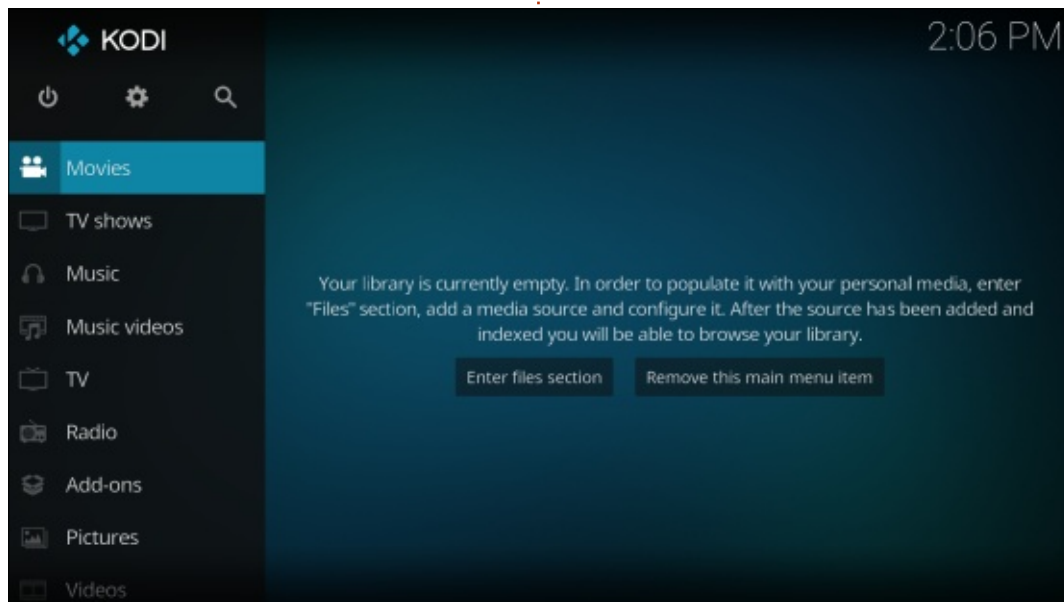 KODI
2:06 PM
Movies
TV shows
Music
Music videos
TV
Radio
Add-ons
Pictures
Videos
Your library is currently empty. In order to populate it with your personal media, enter
"Files" section, add a media source and configure it. After the source has been added and
indexed you will be able to browse your library.
Enter files section
Remove this main menu item